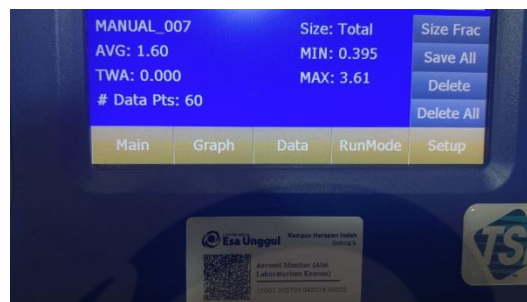 MANUAL_007
Size: Total
Size Frac
AVG: 1.60
MIN: 0.395
Save All
TWA: 0.000
MAX: 3.61
Delete
# Data Pts: 60
Delete All
Main
Graph
Data
RunMode
Setup
Esa Unggul
Kampus Harapan Indah
Aerosol Monitor (Alat
Laboratorium Ergonomi)
TS